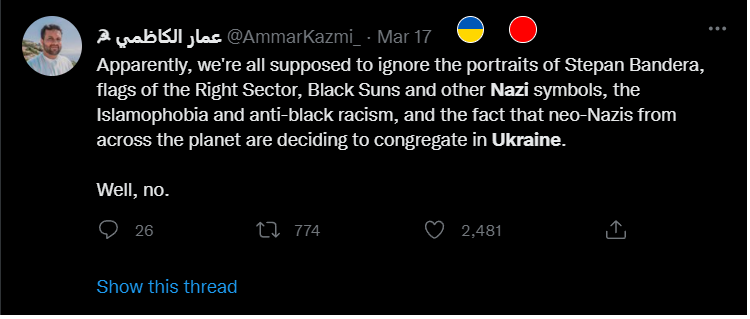 عمار الكاظمي ☭ @AmmarKazmi_ · Mar 17
Apparently, we're all supposed to ignore the portraits of Stepan Bandera,
flags of the Right Sector, Black Suns and other Nazi symbols, the
Islamophobia and anti-black racism, and the fact that neo-Nazis from
across the planet are deciding to congregate in Ukraine.
Well, no.
26 774 2,481
Show this thread